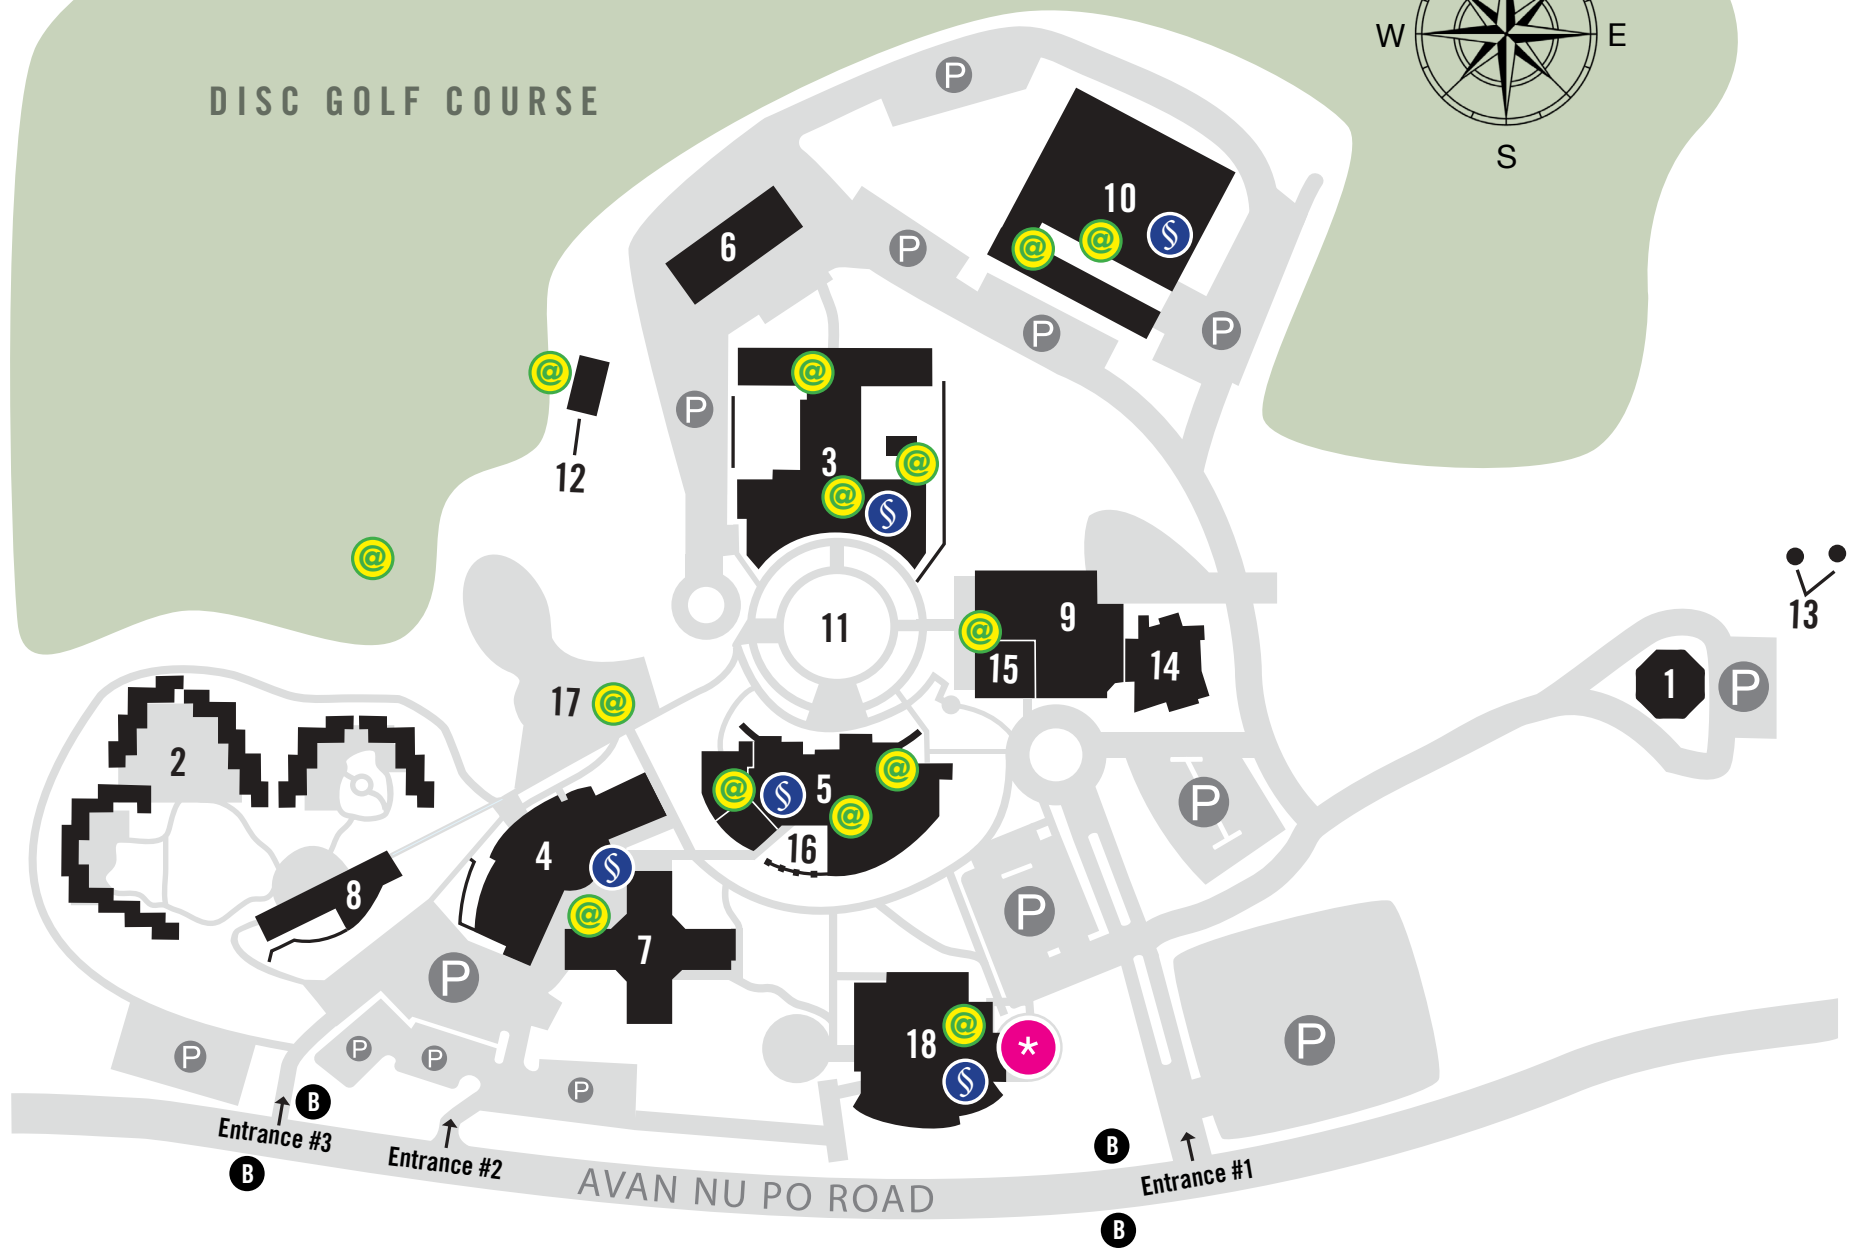 W E
S
DISC GOLF COURSE
P
10
@ @ §
6
P
P
P
@
@
P
12
3
@
@ §
@
13
11
9
@
15
14
1
P
17 @
2
@ § 5 @
@
P
16
4
§
8
@
7
P
P
18 @
§
*
P
P
P
P
P
B
Entrance #3
B
Entrance #2
AVAN NU PO ROAD
B
Entrance #1
B